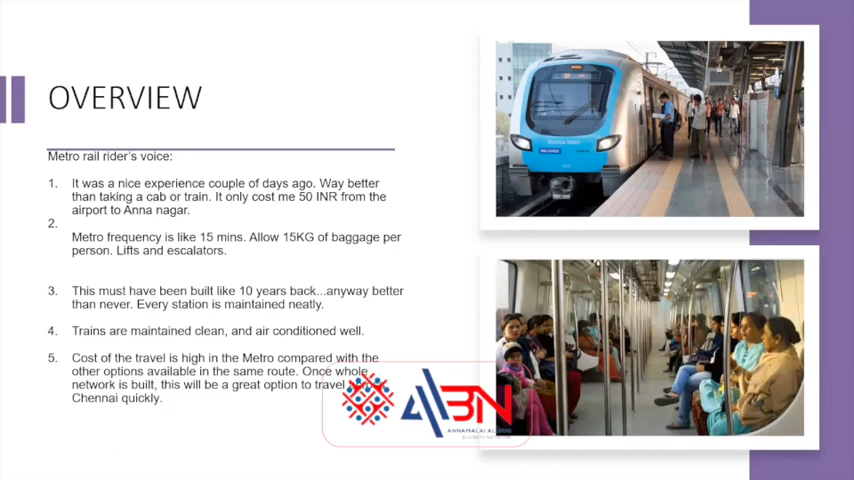 OVERVIEW
Metro rail rider's voice:
1. It was a nice experience couple of days ago. Way better
than taking a cab or train. It only cost me 50 INR from the
airport to Anna nagar.
2.
Metro frequency is like 15 mins. Allow 15KG of baggage per
person. Lifts and escalators.
3. This must have been built like 10 years back...anyway better
than never. Every station is maintained neatly.
4. Trains are maintained clean, and air conditioned well.
5. Cost of the travel is high in the Metro compared with the
other options available in the same route. Once whole
network is built, this will be a great option to travel
Chennai quickly.
Mumbai Metro
ABN
ANNAMALAI
BUSINESS NETWORK